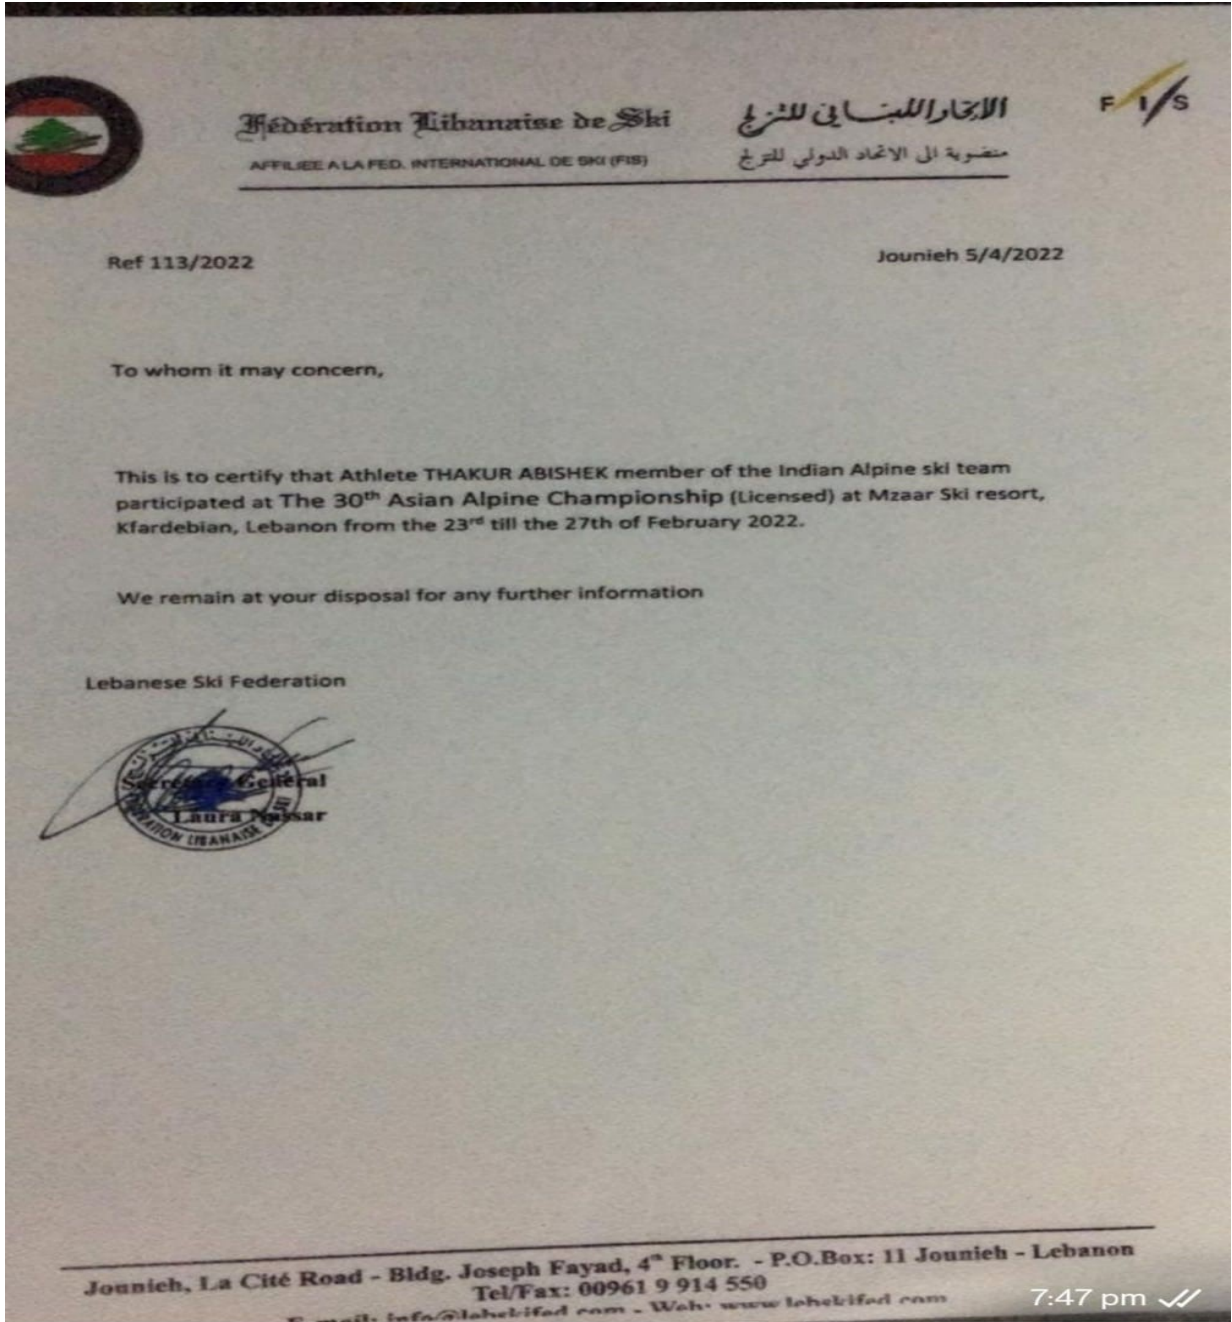 Fédération Libanaise de Ski
الاتحاد اللبناني للتزلج
F I S
AFFILIEE A LA FED. INTERNATIONAL DE SKI (FIS)
منضوية الى الاتحاد الدولي للتزلج
Ref 113/2022
Jounieh 5/4/2022
To whom it may concern,
This is to certify that Athlete THAKUR ABISHEK member of the Indian Alpine ski team
participated at The 30th Asian Alpine Championship (Licensed) at Mzaar Ski resort,
Kfardebian, Lebanon from the 23rd till the 27th of February 2022.
We remain at your disposal for any further information
Lebanese Ski Federation
General
Laura Nassar
LIBANAISE
Jounieh, La Cité Road - Bldg. Joseph Fayad, 4th Floor. - P.O.Box: 11 Jounieh - Lebanon
Tel/Fax: 00961 9 914 550
7:47 pm